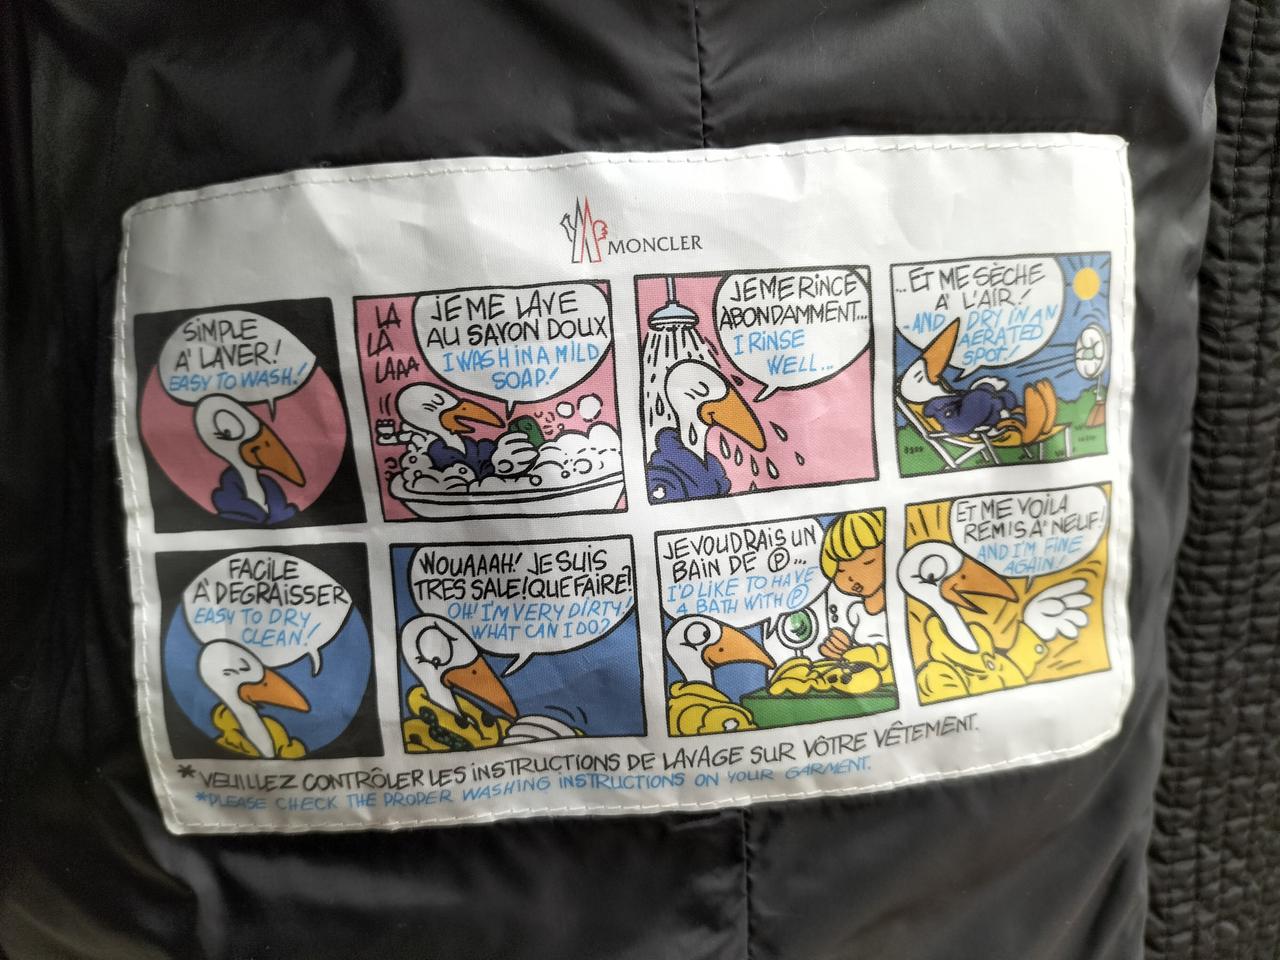 MONCLER
SIMPLE
A' LAVER!
EASY TO WASH!
LA
LA
LAAA
JE ME LAVE
AU SAVON DOUX
I WASH IN A MILD
SOAP!
JE ME RINCE
ABONDAMMENT...
I RINSE
WELL...
...ET ME SÈCHE
A' L'AIR!
-AND I DRY IN AN
AERATED
SPOT!
FACILE
A' DEGRAISSER
EASY TO DRY
CLEAN!
WOUAAAH! JE SUIS
TRES SALE! QUE FAIRE?
OH! I'M VERY DIRTY!
WHAT CAN I DO?
JE VOUDRAIS UN
BAIN DE Ⓟ...
I'D LIKE TO HAVE
A BATH WITH Ⓟ
ET ME VOILA
REMIS A' NEUF!
AND I'M FINE
AGAIN!
* VEUILLEZ CONTRÔLER LES INSTRUCTIONS DE LAVAGE SUR VÔTRE VÊTEMENT.
*PLEASE CHECK THE PROPER WASHING INSTRUCTIONS ON YOUR GARMENT.